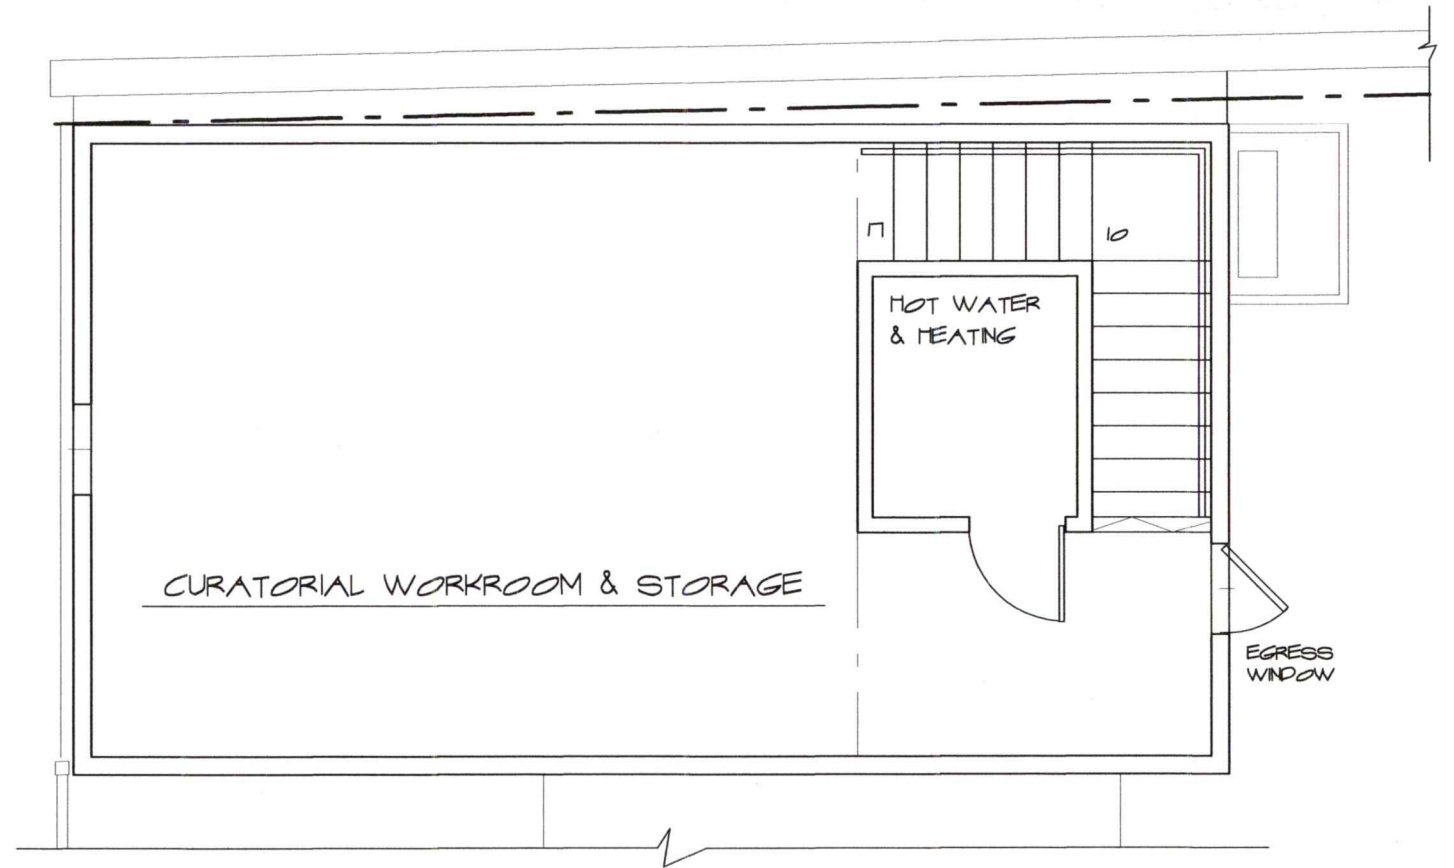 17
10
HOT WATER
& HEATING
CURATORIAL WORKROOM & STORAGE
EGRESS
WINDOW